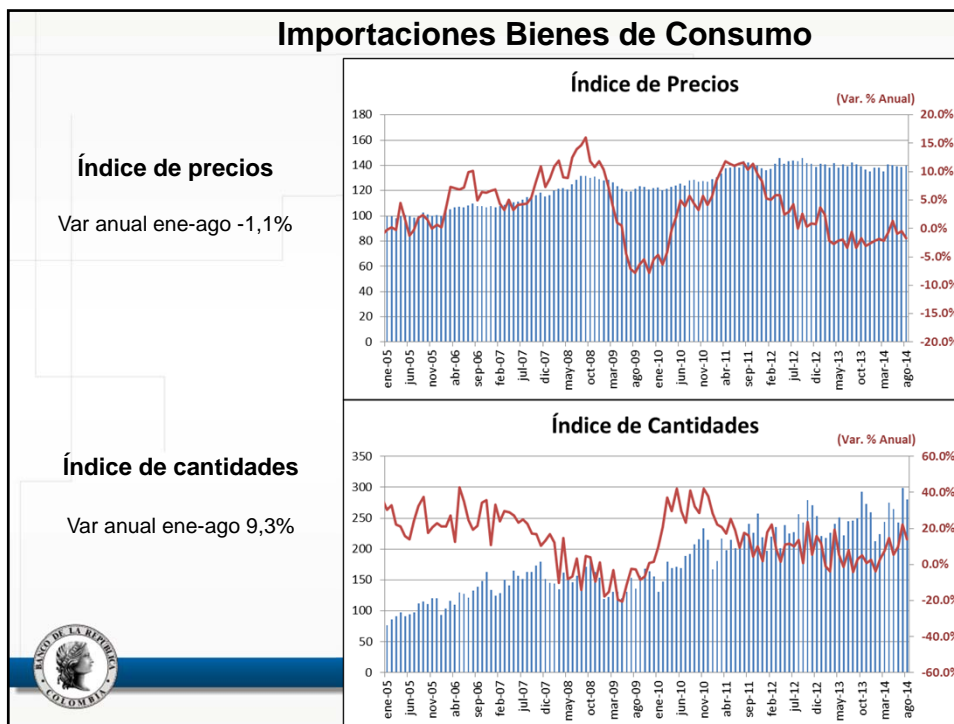 Importaciones Bienes de Consumo
Índice de precios
Var anual ene-ago -1,1%
Índice de Precios
(Var. % Anual)
180
160
140
120
100
80
60
40
20
0
20.0%
15.0%
10.0%
5.0%
0.0%
-5.0%
-10.0%
-15.0%
-20.0%
ene-05
jun-05
nov-05
abr-06
sep-06
feb-07
jul-07
dic-07
may-08
oct-08
mar-09
ago-09
ene-10
jun-10
nov-10
abr-11
sep-11
feb-12
jul-12
dic-12
may-13
oct-13
mar-14
ago-14
Índice de cantidades
Var anual ene-ago 9,3%
Índice de Cantidades
(Var. % Anual)
350
300
250
200
150
100
50
0
60.0%
40.0%
20.0%
0.0%
-20.0%
-40.0%
-60.0%
ene-05
jun-05
nov-05
abr-06
sep-06
feb-07
jul-07
dic-07
may-08
oct-08
mar-09
ago-09
ene-10
jun-10
nov-10
abr-11
sep-11
feb-12
jul-12
dic-12
may-13
oct-13
mar-14
ago-14
BANCO DE LA REPUBLICA
COLOMBIA